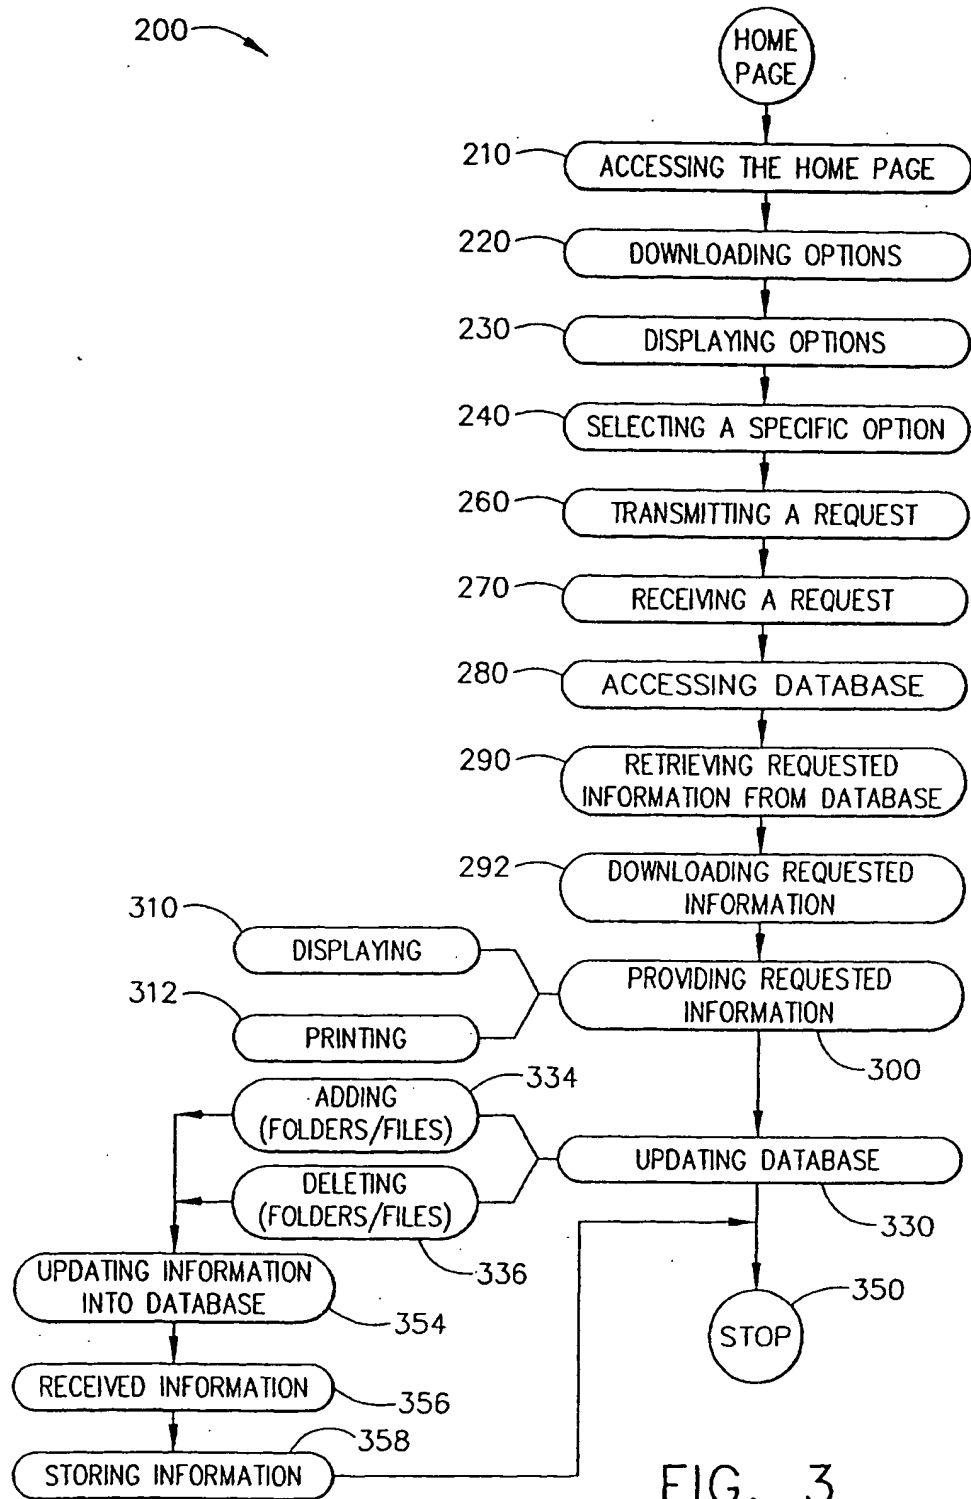 200
HOME
PAGE
210
ACCESSING THE HOME PAGE
220
DOWNLOADING OPTIONS
230
DISPLAYING OPTIONS
240
SELECTING A SPECIFIC OPTION
260
TRANSMITTING A REQUEST
270
RECEIVING A REQUEST
280
ACCESSING DATABASE
290
RETRIEVING REQUESTED
INFORMATION FROM DATABASE
292
DOWNLOADING REQUESTED
INFORMATION
310
DISPLAYING
312
PRINTING
PROVIDING REQUESTED
INFORMATION
300
334
ADDING
(FOLDERS/FILES)
DELETING
(FOLDERS/FILES)
336
UPDATING DATABASE
330
UPDATING INFORMATION
INTO DATABASE
354
350
STOP
RECEIVED INFORMATION
356
358
STORING INFORMATION
FIG. 3